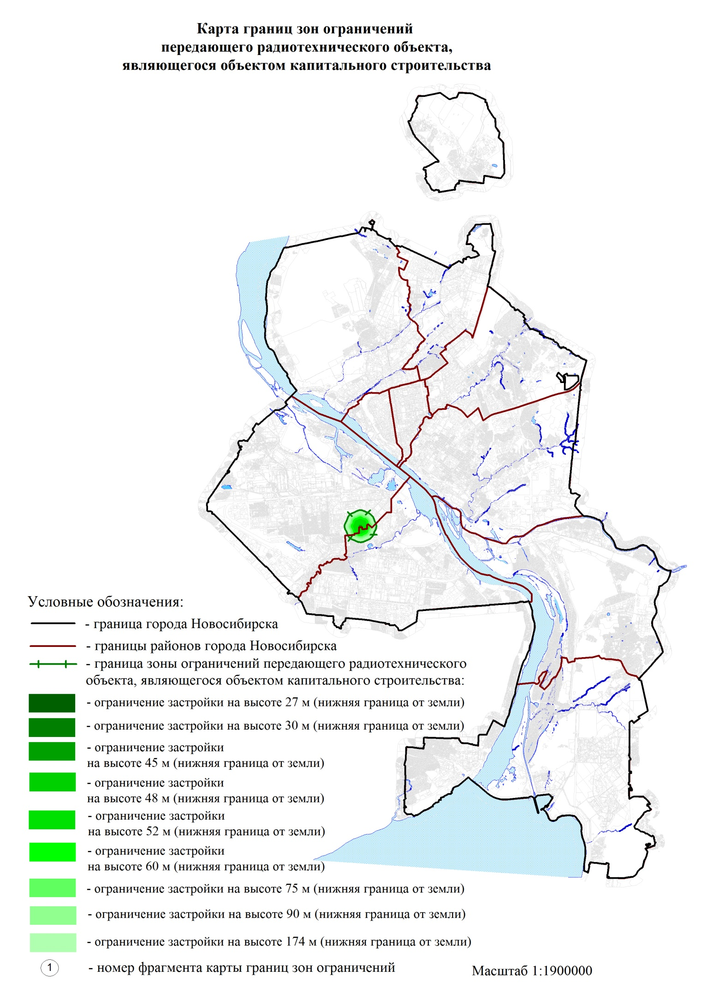 Карта границ зон ограничений
передающего радиотехнического объекта,
являющегося объектом капитального строительства
Условные обозначения:
- граница города Новосибирска
- границы районов города Новосибирска
- граница зоны ограничений передающего радиотехнического
объекта, являющегося объектом капитального строительства:
- ограничение застройки на высоте 27 м (нижняя граница от земли)
- ограничение застройки на высоте 30 м (нижняя граница от земли)
- ограничение застройки
на высоте 45 м (нижняя граница от земли)
- ограничение застройки
на высоте 48 м (нижняя граница от земли)
- ограничение застройки
на высоте 52 м (нижняя граница от земли)
- ограничение застройки
на высоте 60 м (нижняя граница от земли)
- ограничение застройки на высоте 75 м (нижняя граница от земли)
- ограничение застройки на высоте 90 м (нижняя граница от земли)
- ограничение застройки на высоте 174 м (нижняя граница от земли)
1 - номер фрагмента карты границ зон ограничений
Масштаб 1:1900000